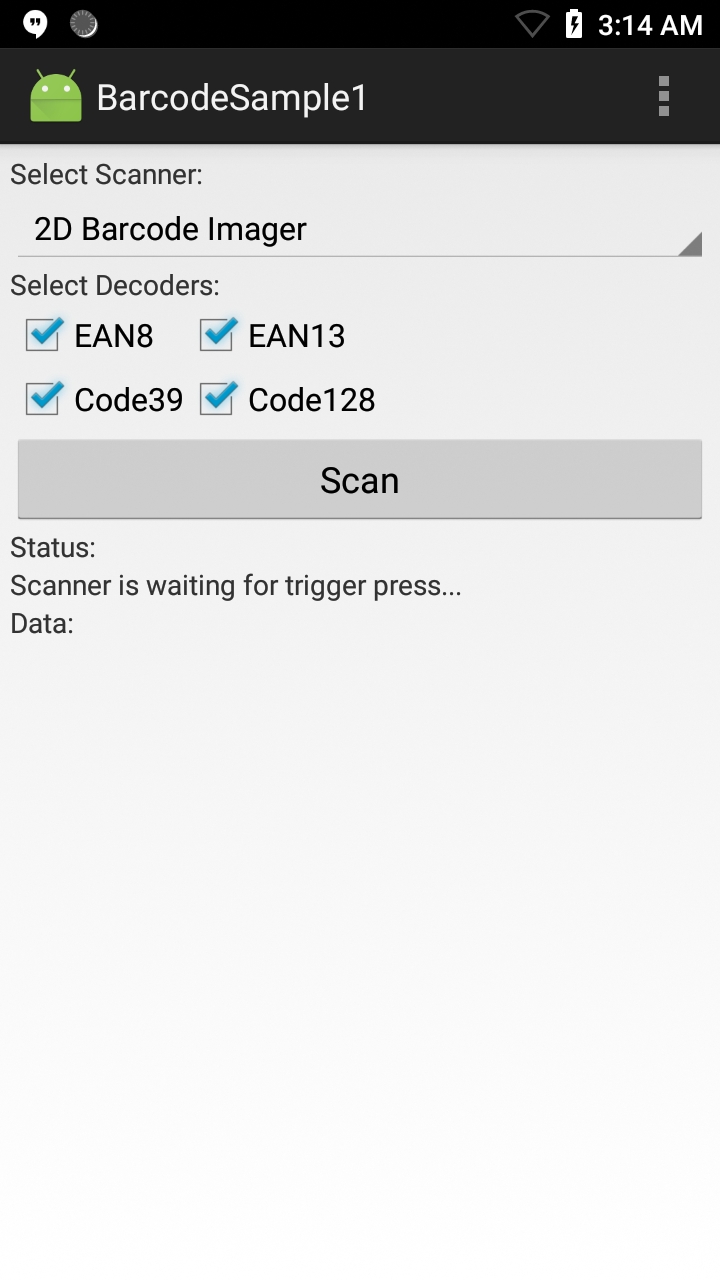 3:14 AM
BarcodeSample1
Select Scanner:
2D Barcode Imager
Select Decoders:
EAN8 EAN13
Code39 Code128
Scan
Status:
Scanner is waiting for trigger press...
Data: